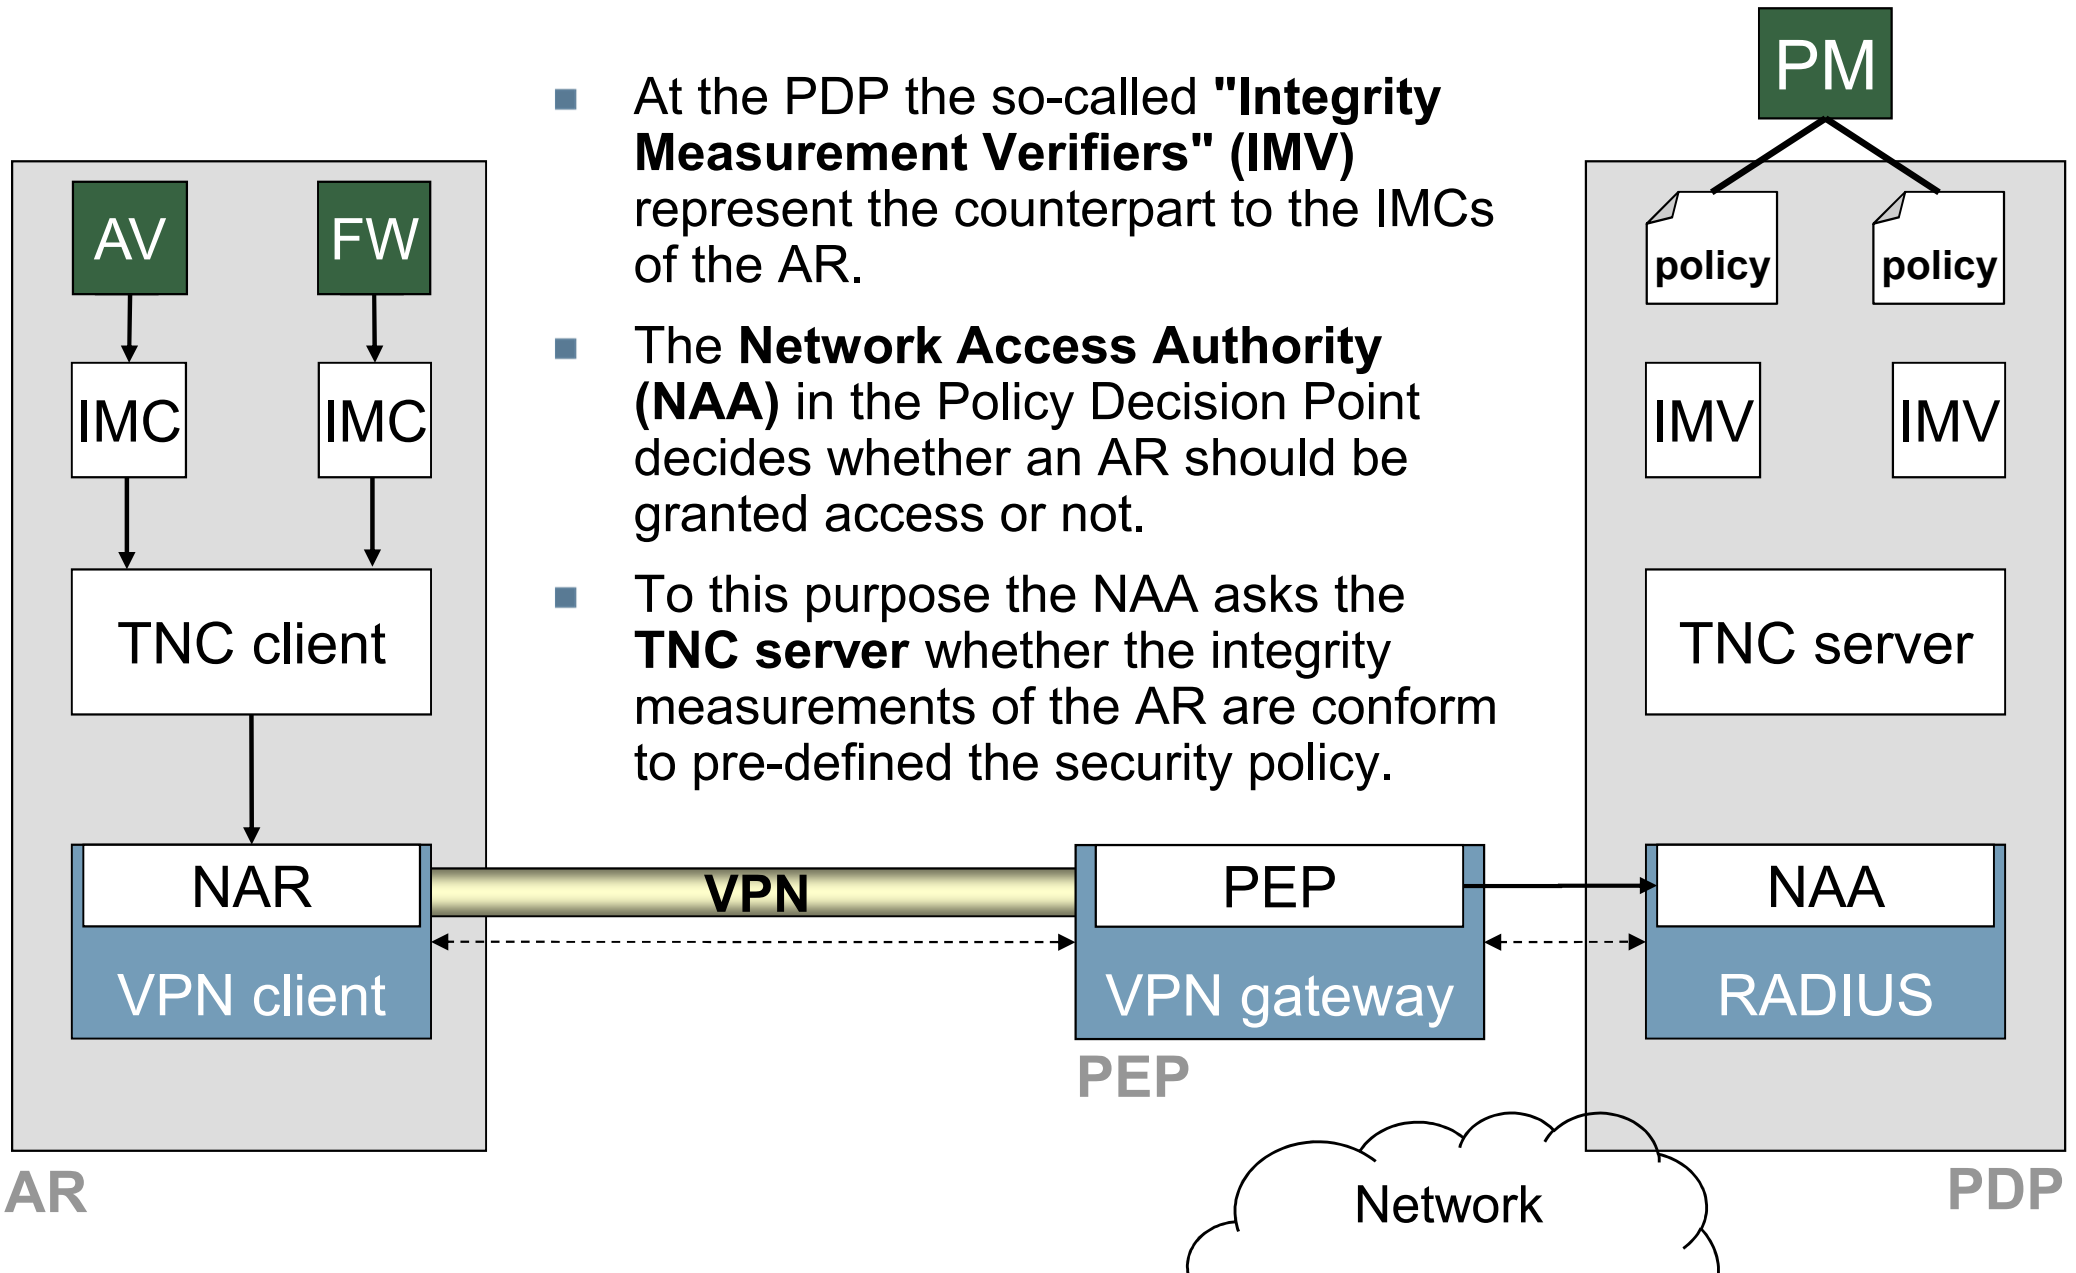 PM
■ At the PDP the so-called "Integrity
Measurement Verifiers" (IMV)
represent the counterpart to the IMCs
of the AR.
■ The Network Access Authority
(NAA) in the Policy Decision Point
decides whether an AR should be
granted access or not.
■ To this purpose the NAA asks the
TNC server whether the integrity
measurements of the AR are conform
to pre-defined the security policy.
AV FW
IMC IMC
TNC client
NAR
VPN client
AR
VPN
PEP
VPN gateway
PEP
policy policy
IMV IMV
TNC server
NAA
RADIUS
PDP
Network